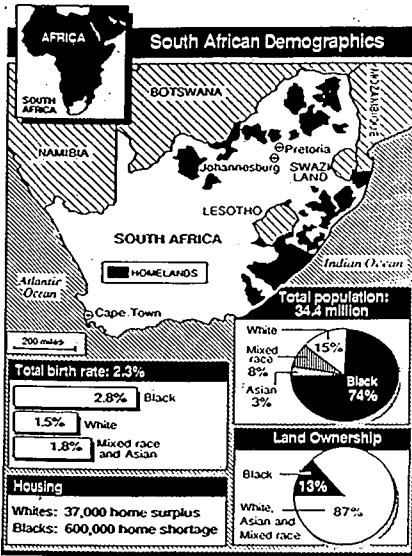 AFRICA
SOUTH
AFRICA
South African Demographics
BOTSWANA
MOZAMBIQUE
NAMIBIA
Pretoria
Johannesburg
SWAZI
LAND
LESOTHO
SOUTH AFRICA
HOMELANDS
Indian Ocean
Atlantic
Ocean
Cape Town
200 miles
Total population:
34.4 million
White
15%
Mixed
race
8%
Asian
3%
Black
74%
Total birth rate: 2.3%
2.8% Black
1.5% White
1.8% Mixed race
and Asian
Land Ownership
Black
13%
White,
Asian and
Mixed race
87%
Housing
Whites: 37,000 home surplus
Blacks: 600,000 home shortage